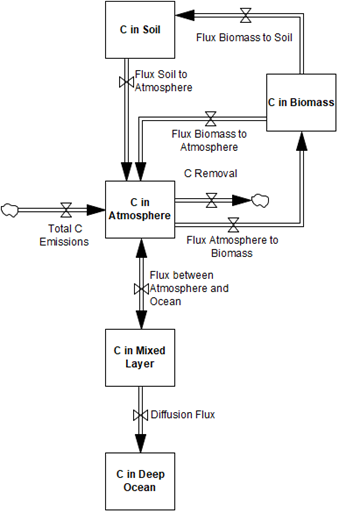 C in Soil
Flux Biomass to Soil
Flux Soil to
Atmosphere
C in Biomass
Flux Biomass to
Atmosphere
C Removal
C in
Atmosphere
Total C
Emissions
Flux Atmosphere to
Biomass
Flux between
Atmosphere and
Ocean
C in Mixed
Layer
Diffusion Flux
C in Deep
Ocean